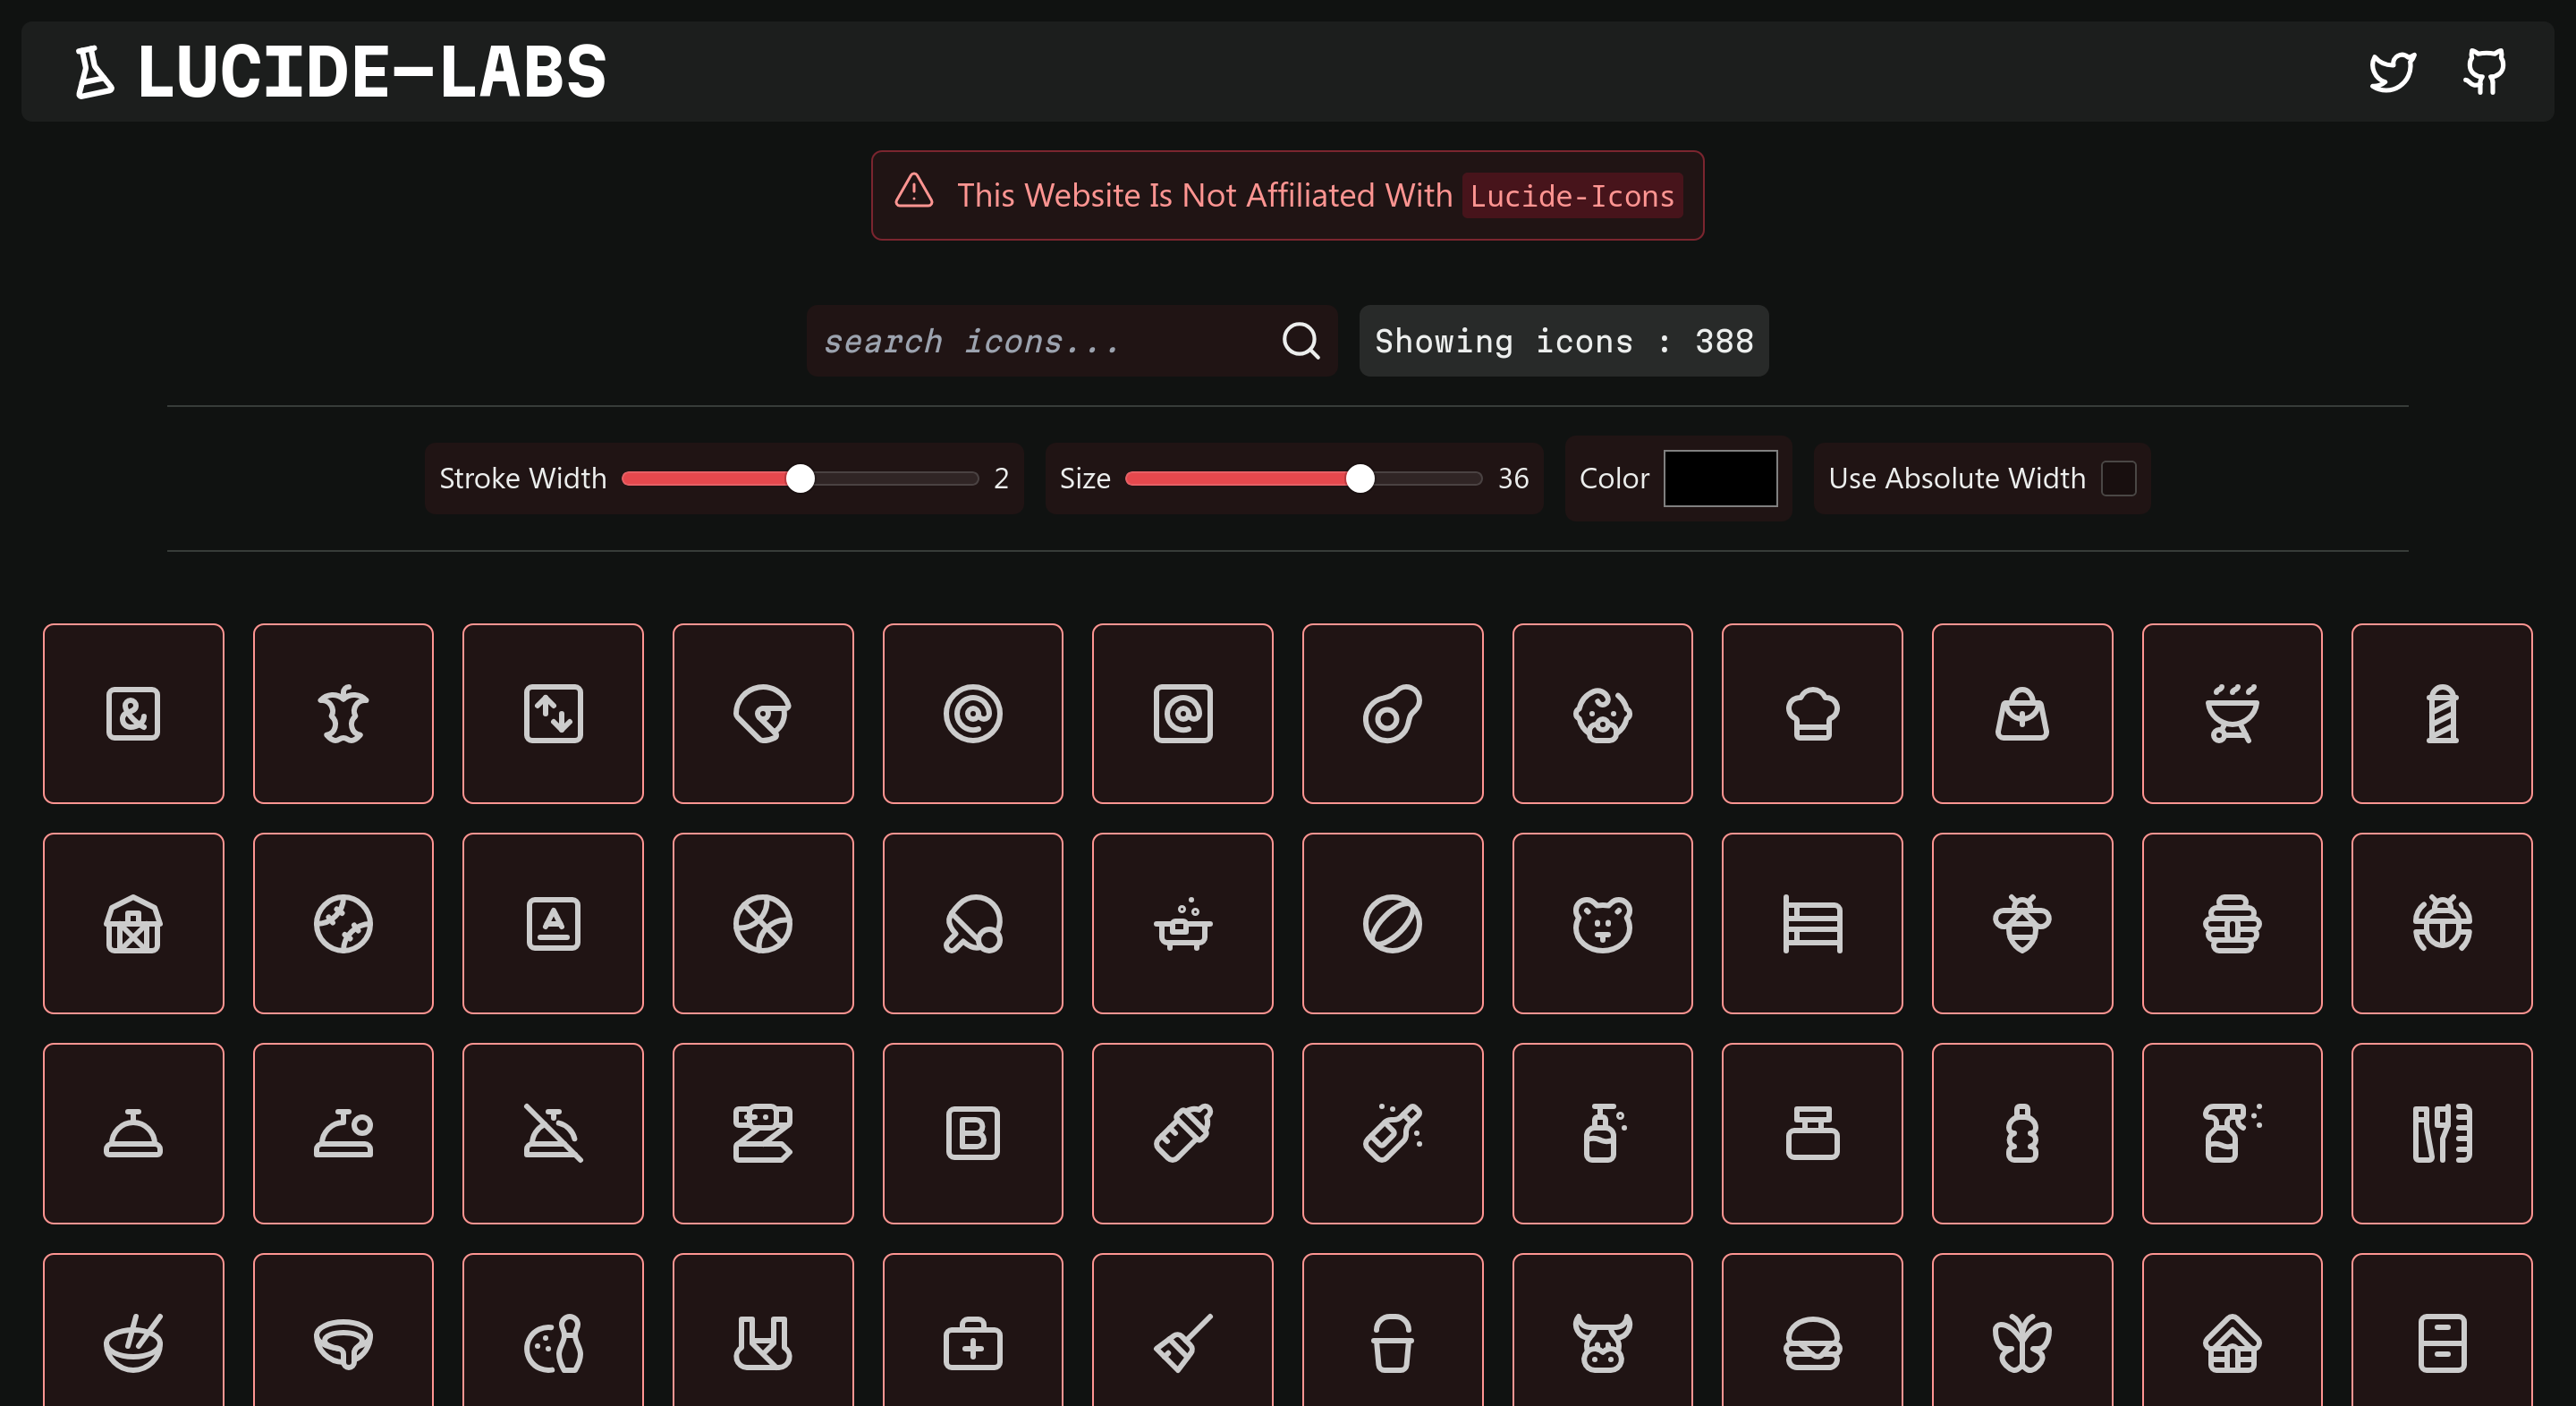 LUCIDE—LABS
This Website Is Not Affiliated With Lucide-Icons
search icons...
Showing icons : 388
Stroke Width 2
Size 36
Color
Use Absolute Width
&
@
@
A
B